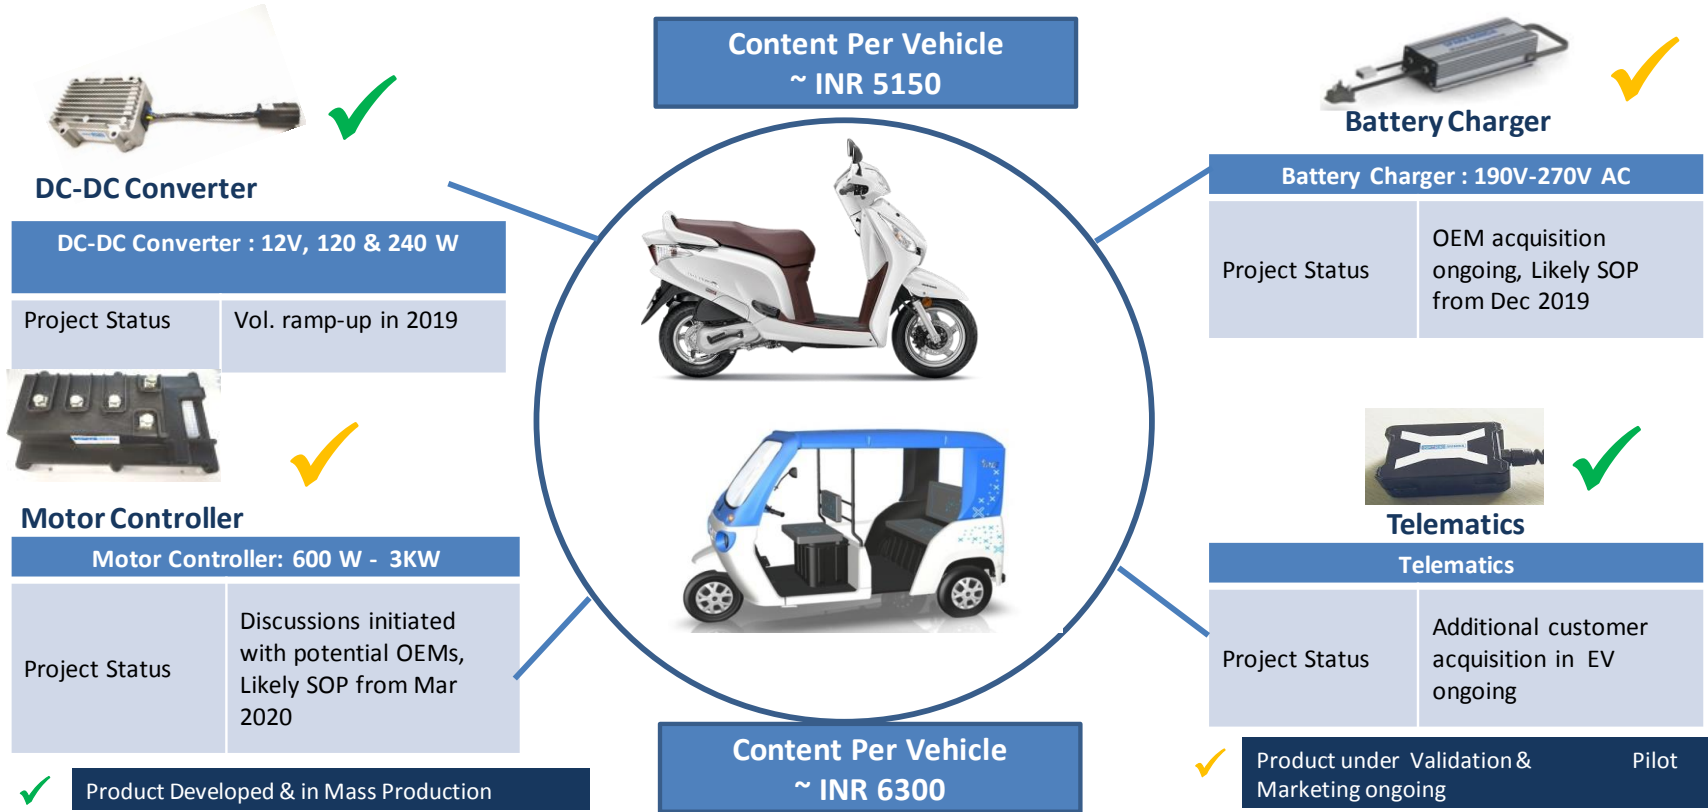 Content Per Vehicle
~ INR 5150
DC-DC Converter
DC-DC Converter : 12V, 120 & 240 W
Project Status
Vol. ramp-up in 2019
Motor Controller
Motor Controller: 600 W - 3KW
Project Status
Discussions initiated
with potential OEMs,
Likely SOP from Mar
2020
Battery Charger
Battery Charger : 190V-270V AC
Project Status
OEM acquisition
ongoing, Likely SOP
from Dec 2019
Telematics
Telematics
Project Status
Additional customer
acquisition in EV
ongoing
Content Per Vehicle
~ INR 6300
Product Developed & in Mass Production
Product under Validation & Pilot
Marketing ongoing